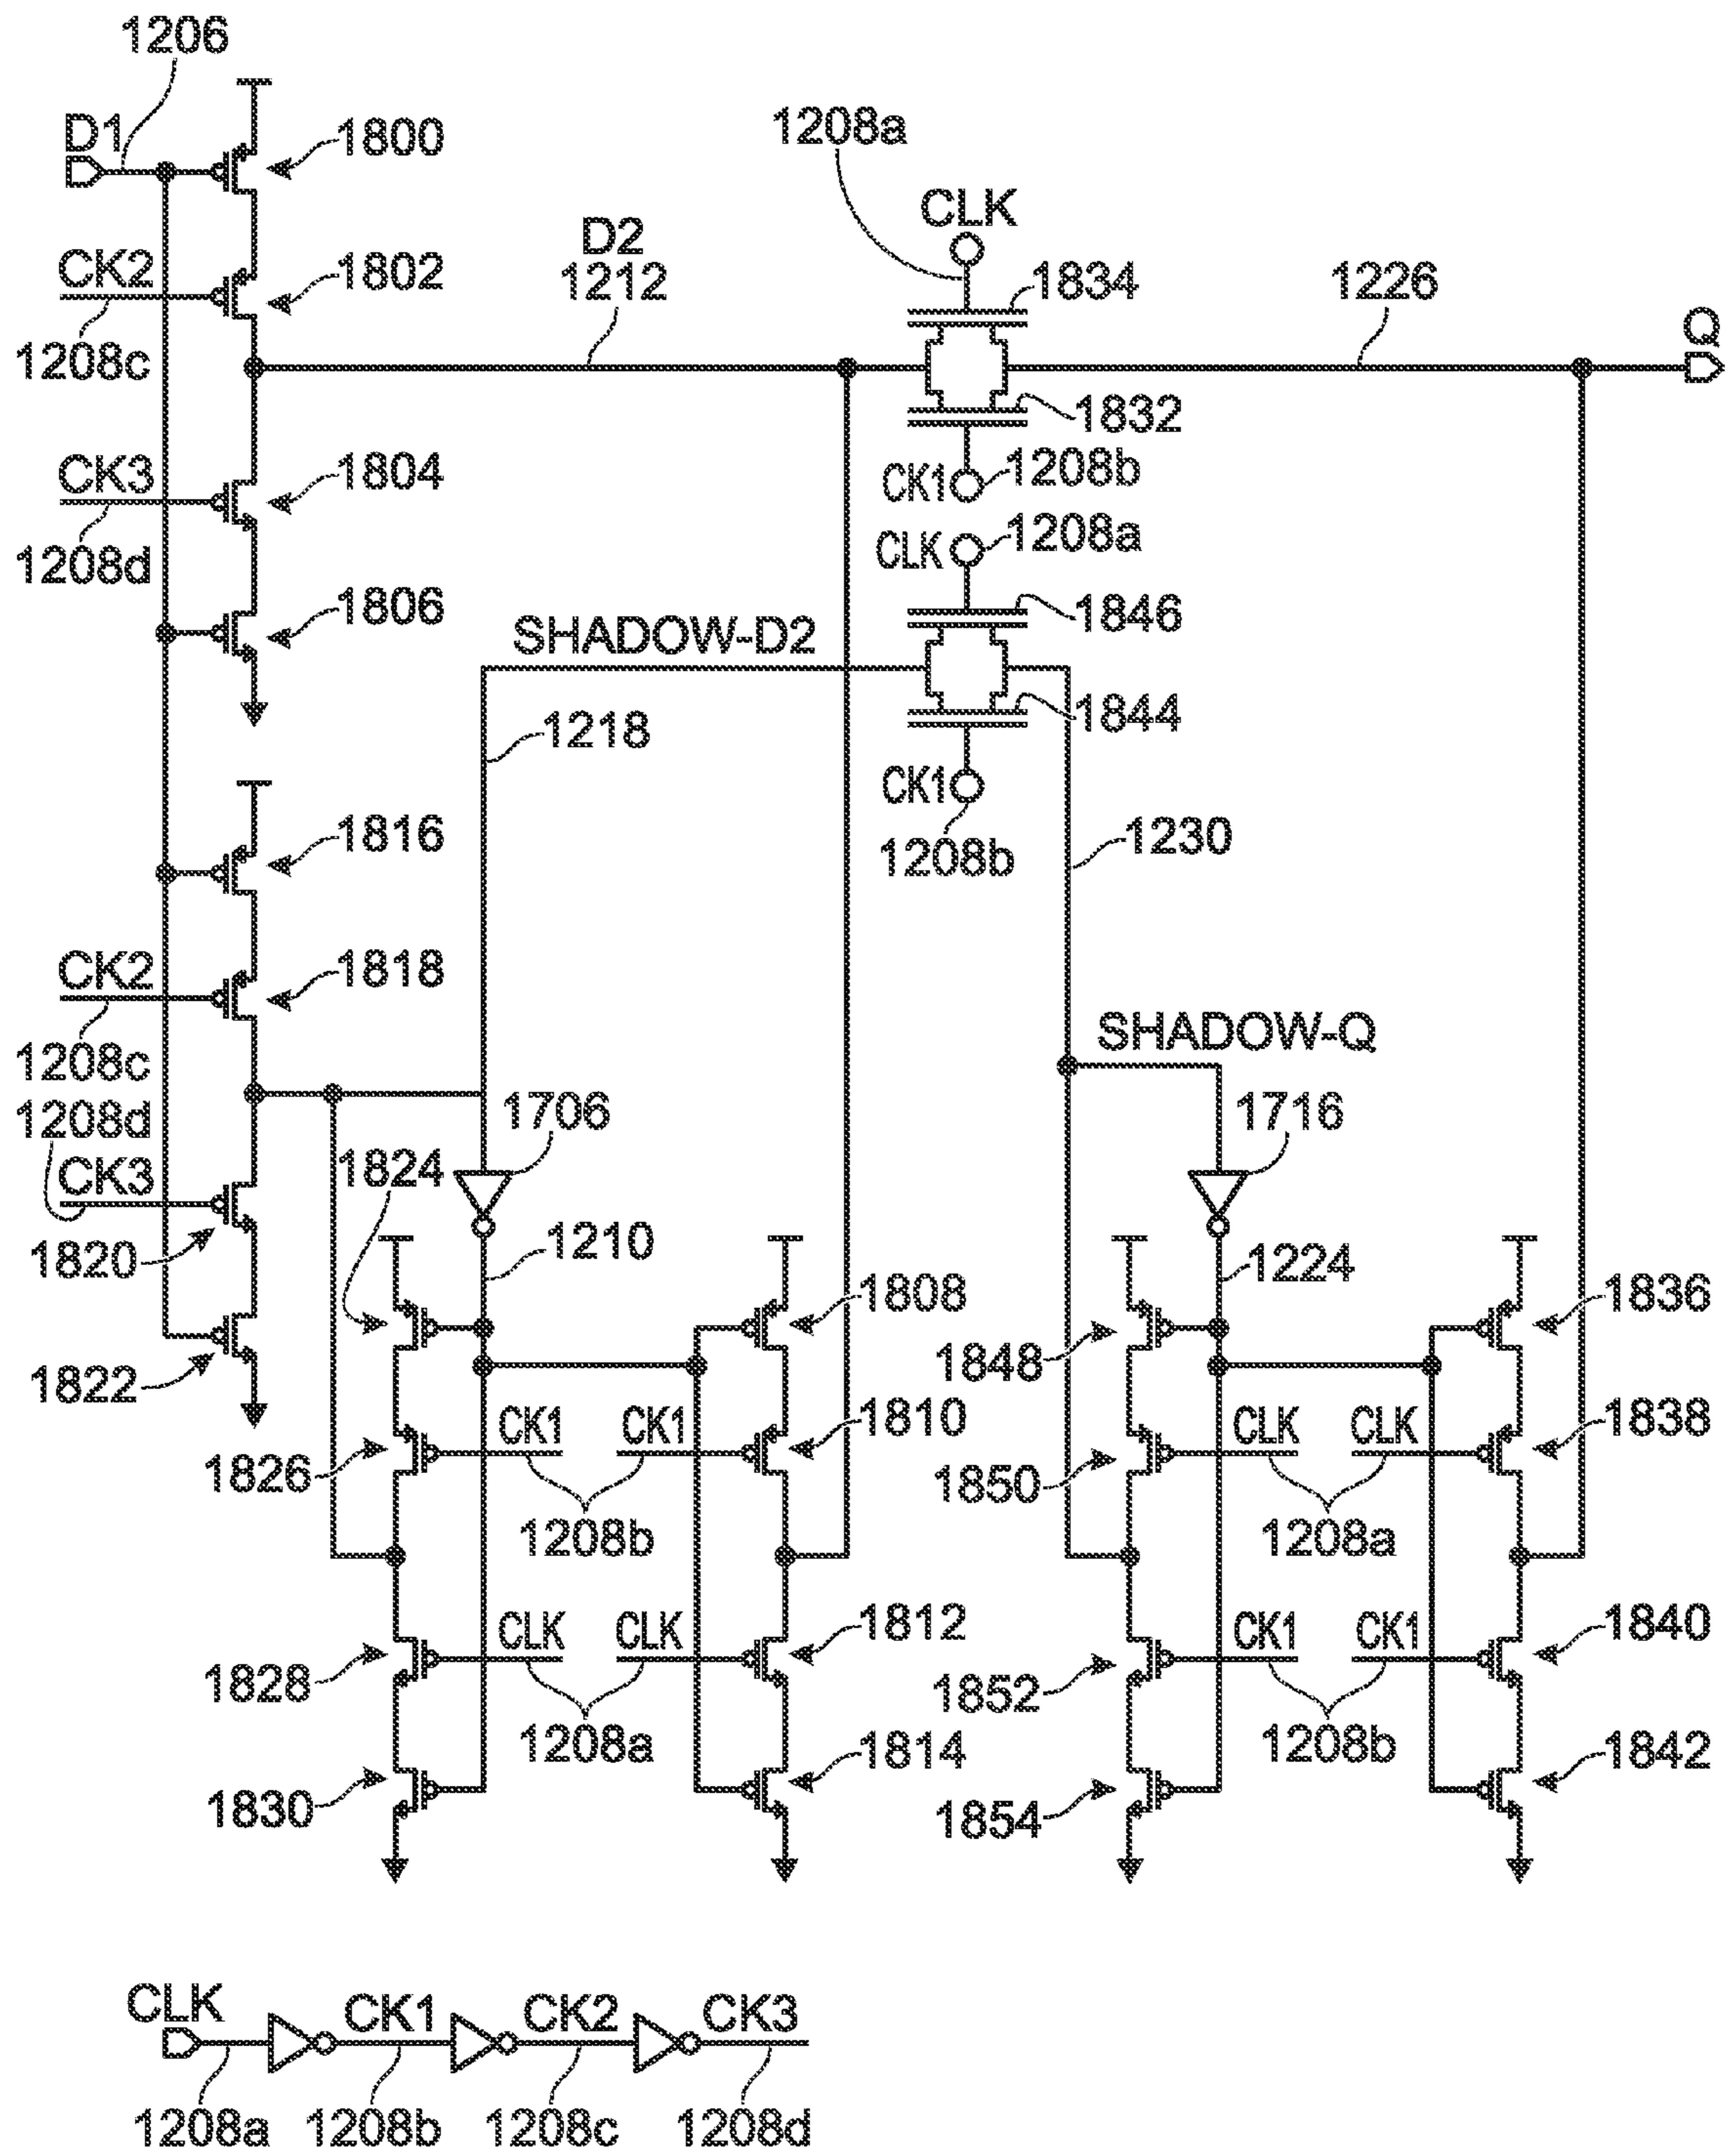 1206
D1
1800
1208a
CLK
CK2
1802
D2
1212
1834
1226
Q
1208c
1832
CK3
1804
CK1
1208b
CLK
1208a
1208d
1806
SHADOW-D2
1846
1218
1844
CK1
1816
1208b
1230
CK2
1818
1208c
SHADOW-Q
1208d
1706
1716
CK3
1824
1820
1210
1224
1808
1836
1822
1848
CK1
CK1
1810
CLK
CLK
1838
1826
1850
1208b
1208a
CLK
CLK
1812
CK1
CK1
1840
1828
1852
1208a
1208b
1814
1842
1830
1854
CLK
CK1
CK2
CK3
1208a
1208b
1208c
1208d